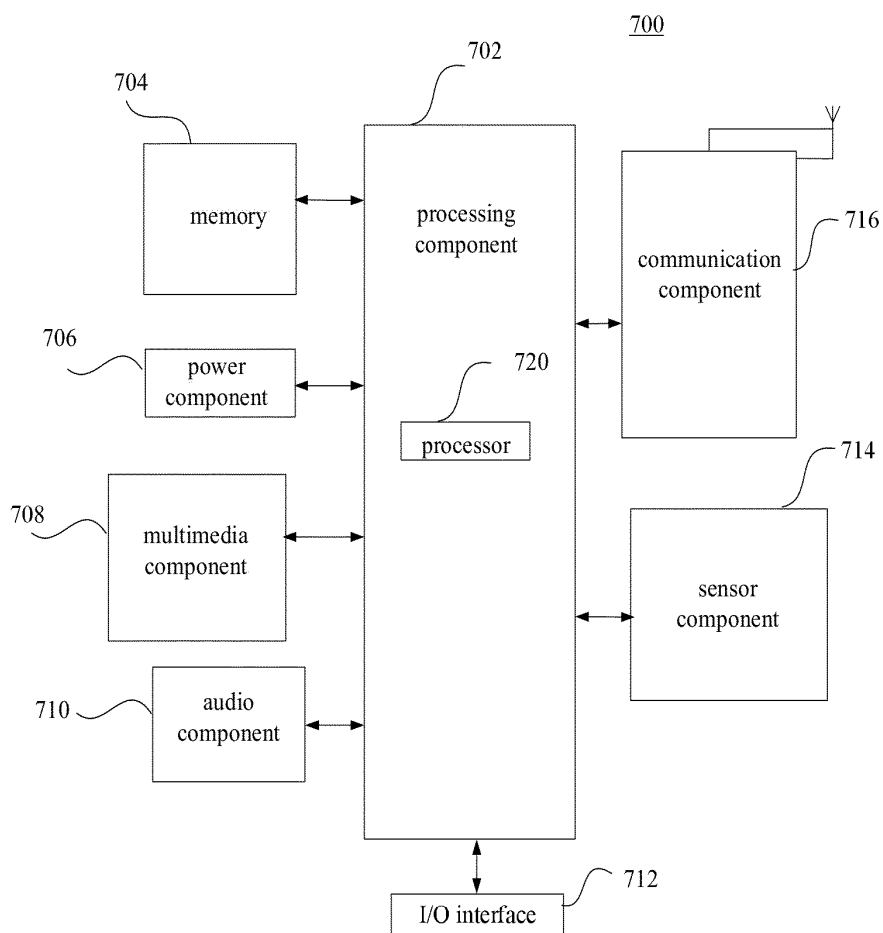 700
702
704
memory
processing
component
716
communication
component
706
power
component
720
processor
714
708
multimedia
component
sensor
component
710
audio
component
712
I/O interface